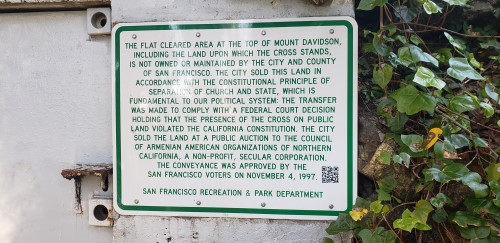 THE FLAT CLEARED AREA AT THE TOP OF MOUNT DAVIDSON,
INCLUDING THE LAND UPON WHICH THE CROSS STANDS,
IS NOT OWNED OR MAINTAINED BY THE CITY AND COUNTY
OF SAN FRANCISCO. THE CITY SOLD THIS LAND IN
ACCORDANCE WITH THE CONSTITUTIONAL PRINCIPLE OF
SEPARATION OF CHURCH AND STATE, WHICH IS
FUNDAMENTAL TO OUR POLITICAL SYSTEM: THE TRANSFER
WAS MADE TO COMPLY WITH A FEDERAL COURT DECISION
HOLDING THAT THE PRESENCE OF THE CROSS ON PUBLIC
LAND VIOLATED THE CALIFORNIA CONSTITUTION. THE CITY
SOLD THE LAND AT A PUBLIC AUCTION TO THE COUNCIL
OF ARMENIAN AMERICAN ORGANIZATIONS OF NORTHERN
CALIFORNIA, A NON-PROFIT, SECULAR CORPORATION.
THE CONVEYANCE WAS APPROVED BY THE
SAN FRANCISCO VOTERS ON NOVEMBER 4, 1997.
SAN FRANCISCO RECREATION & PARK DEPARTMENT